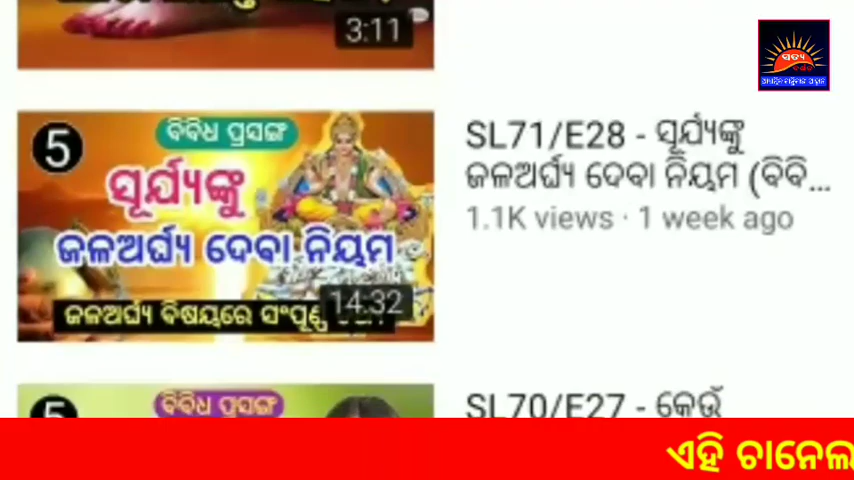 3:11
ସତ୍ୟ
5
ବିବିଧ ପ୍ରସଙ୍ଗ
ସୂର୍ଯ୍ୟଙ୍କୁ
ଜଳଅର୍ଘ୍ୟ ଦେବା ନିୟମ
ଜଳଅର୍ଘ୍ୟ ବିଷୟରେ ସଂପୂର୍ଣ୍ଣ
14:32
SL71/E28 - ସୂର୍ଯ୍ୟଙ୍କୁ
ଜଳଅର୍ଘ୍ୟ ଦେବା ନିୟମ (ବିବି...
1.1K views · 1 week ago
5
ବିବିଧ ପ୍ରସଙ୍ଗ
SL70/E27 - କେଉଁ
ଏହି ଚାନେଲ